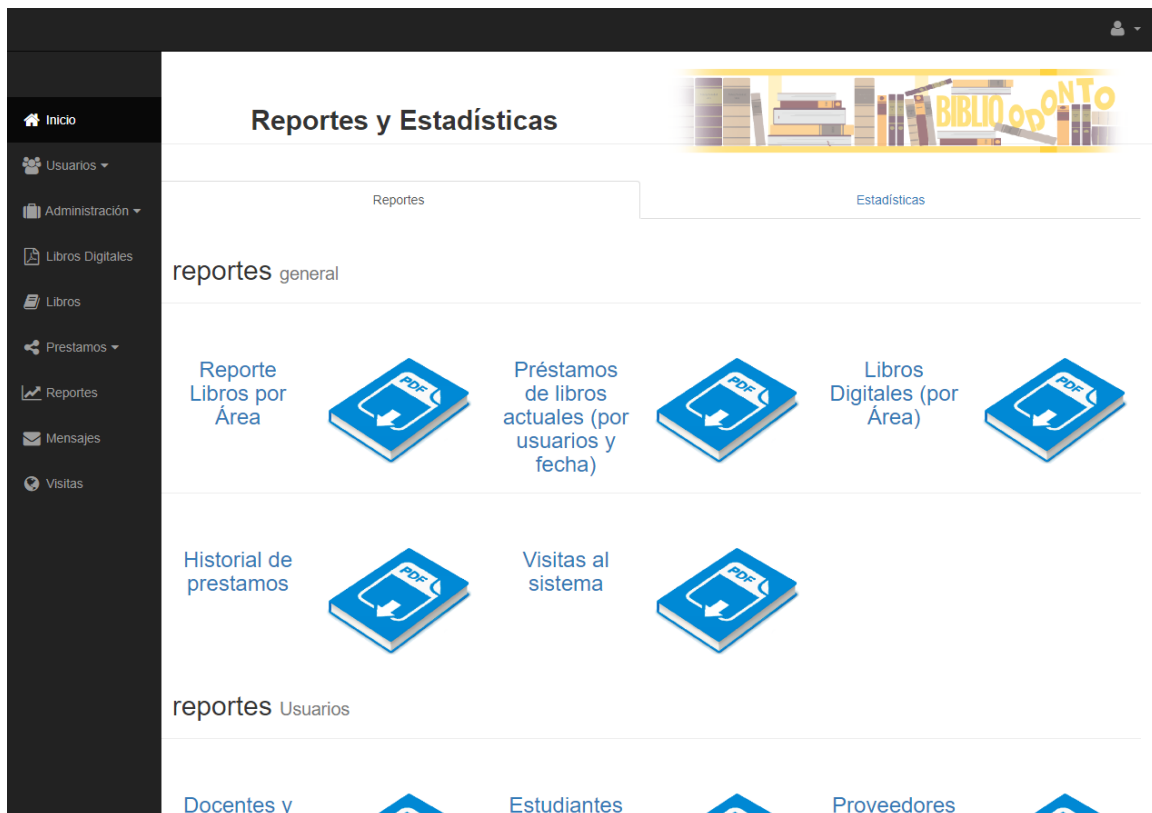 Reportes y Estadísticas
BIBLIO ODONTO
Inicio
Usuarios
Administración
Libros Digitales
Libros
Prestamos
Reportes
Mensajes
Visitas
Reportes
Estadísticas
reportes general
Reporte
Libros por
Área
PDF
Préstamos
de libros
actuales (por
usuarios y
fecha)
PDF
Libros
Digitales (por
Área)
PDF
Historial de
prestamos
PDF
Visitas al
sistema
PDF
reportes Usuarios
Docentes y
Estudiantes
Proveedores